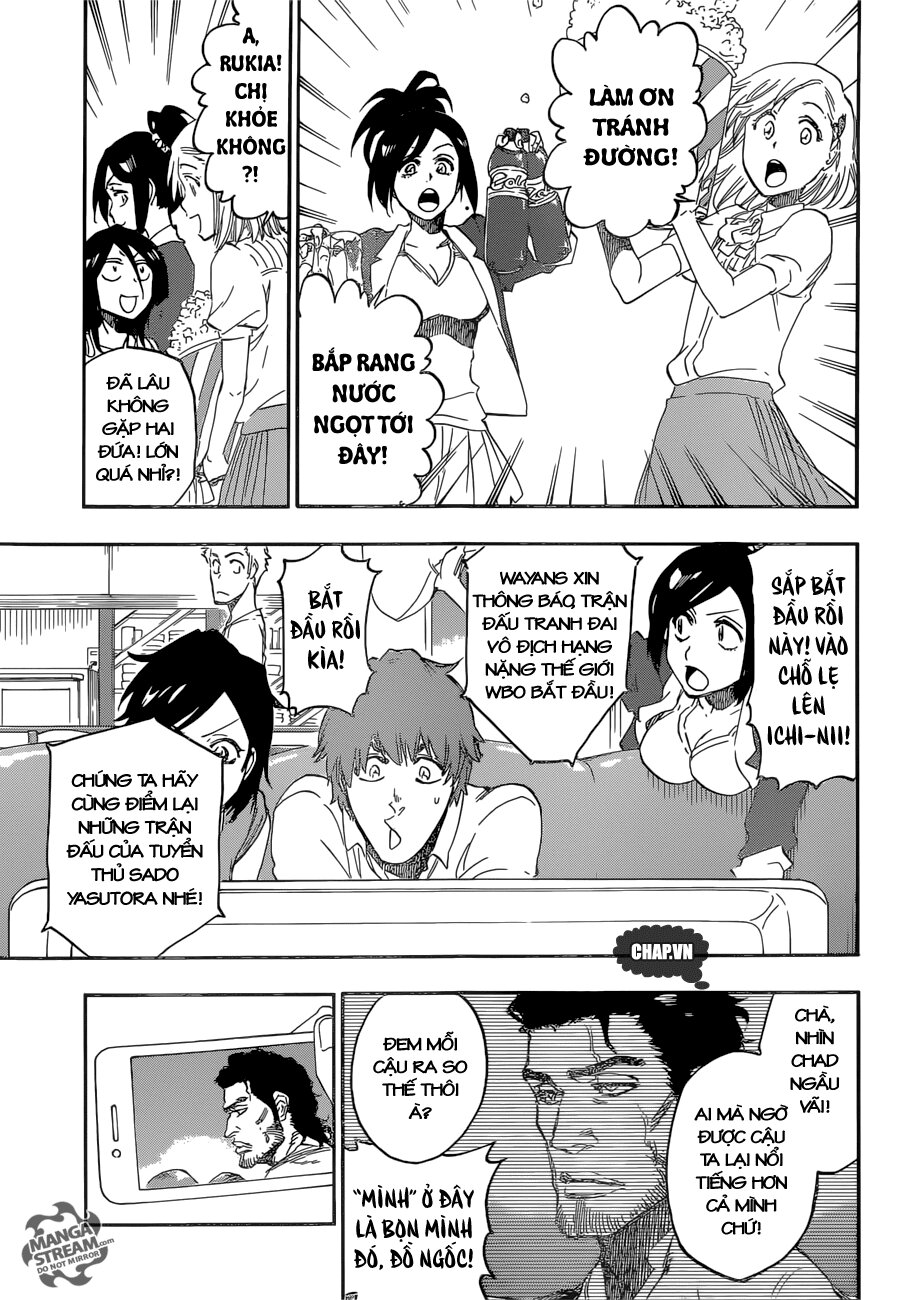 LÀM ƠN
TRÁNH
ĐƯỜNG!
BẮP RANG
NƯỚC
NGỌT TỚI
ĐÂY!
A,
RUKIA!
CHỊ
KHỎE
KHÔNG
?!
ĐÃ LÂU
KHÔNG
GẶP HAI
ĐỨA! LỚN
QUÁ NHỈ?!
SẮP BẮT
ĐẦU RỒI
NÀY! VÀO
CHỖ LẸ
LÊN
ICHI-NII!
WAYANS XIN
THÔNG BÁO, TRẬN
ĐẤU TRANH ĐAI
VÔ ĐỊCH HẠNG
NẶNG THẾ GIỚI
WBO BẮT ĐẦU!
BẮT
ĐẦU RỒI
KÌA!
CHÚNG TA HÃY
CÙNG ĐIỂM LẠI
NHỮNG TRẬN
ĐẤU CỦA TUYỂN
THỦ SADO
YASUTORA NHÉ!
CHAP.VN
CHÀ,
NHÌN
CHAD
NGẦU
VÃI!
AI MÀ NGỜ
ĐƯỢC CẬU
TA LẠI NỔI
TIẾNG HƠN
CẢ MÌNH
CHỨ!
ĐEM MỖI
CẬU RA SO
THẾ THÔI
À?
“MÌNH” Ở ĐÂY
LÀ BỌN MÌNH
ĐÓ, ĐỒ NGỐC!
MANGA
STREAM.com
DO NOT MIRROR